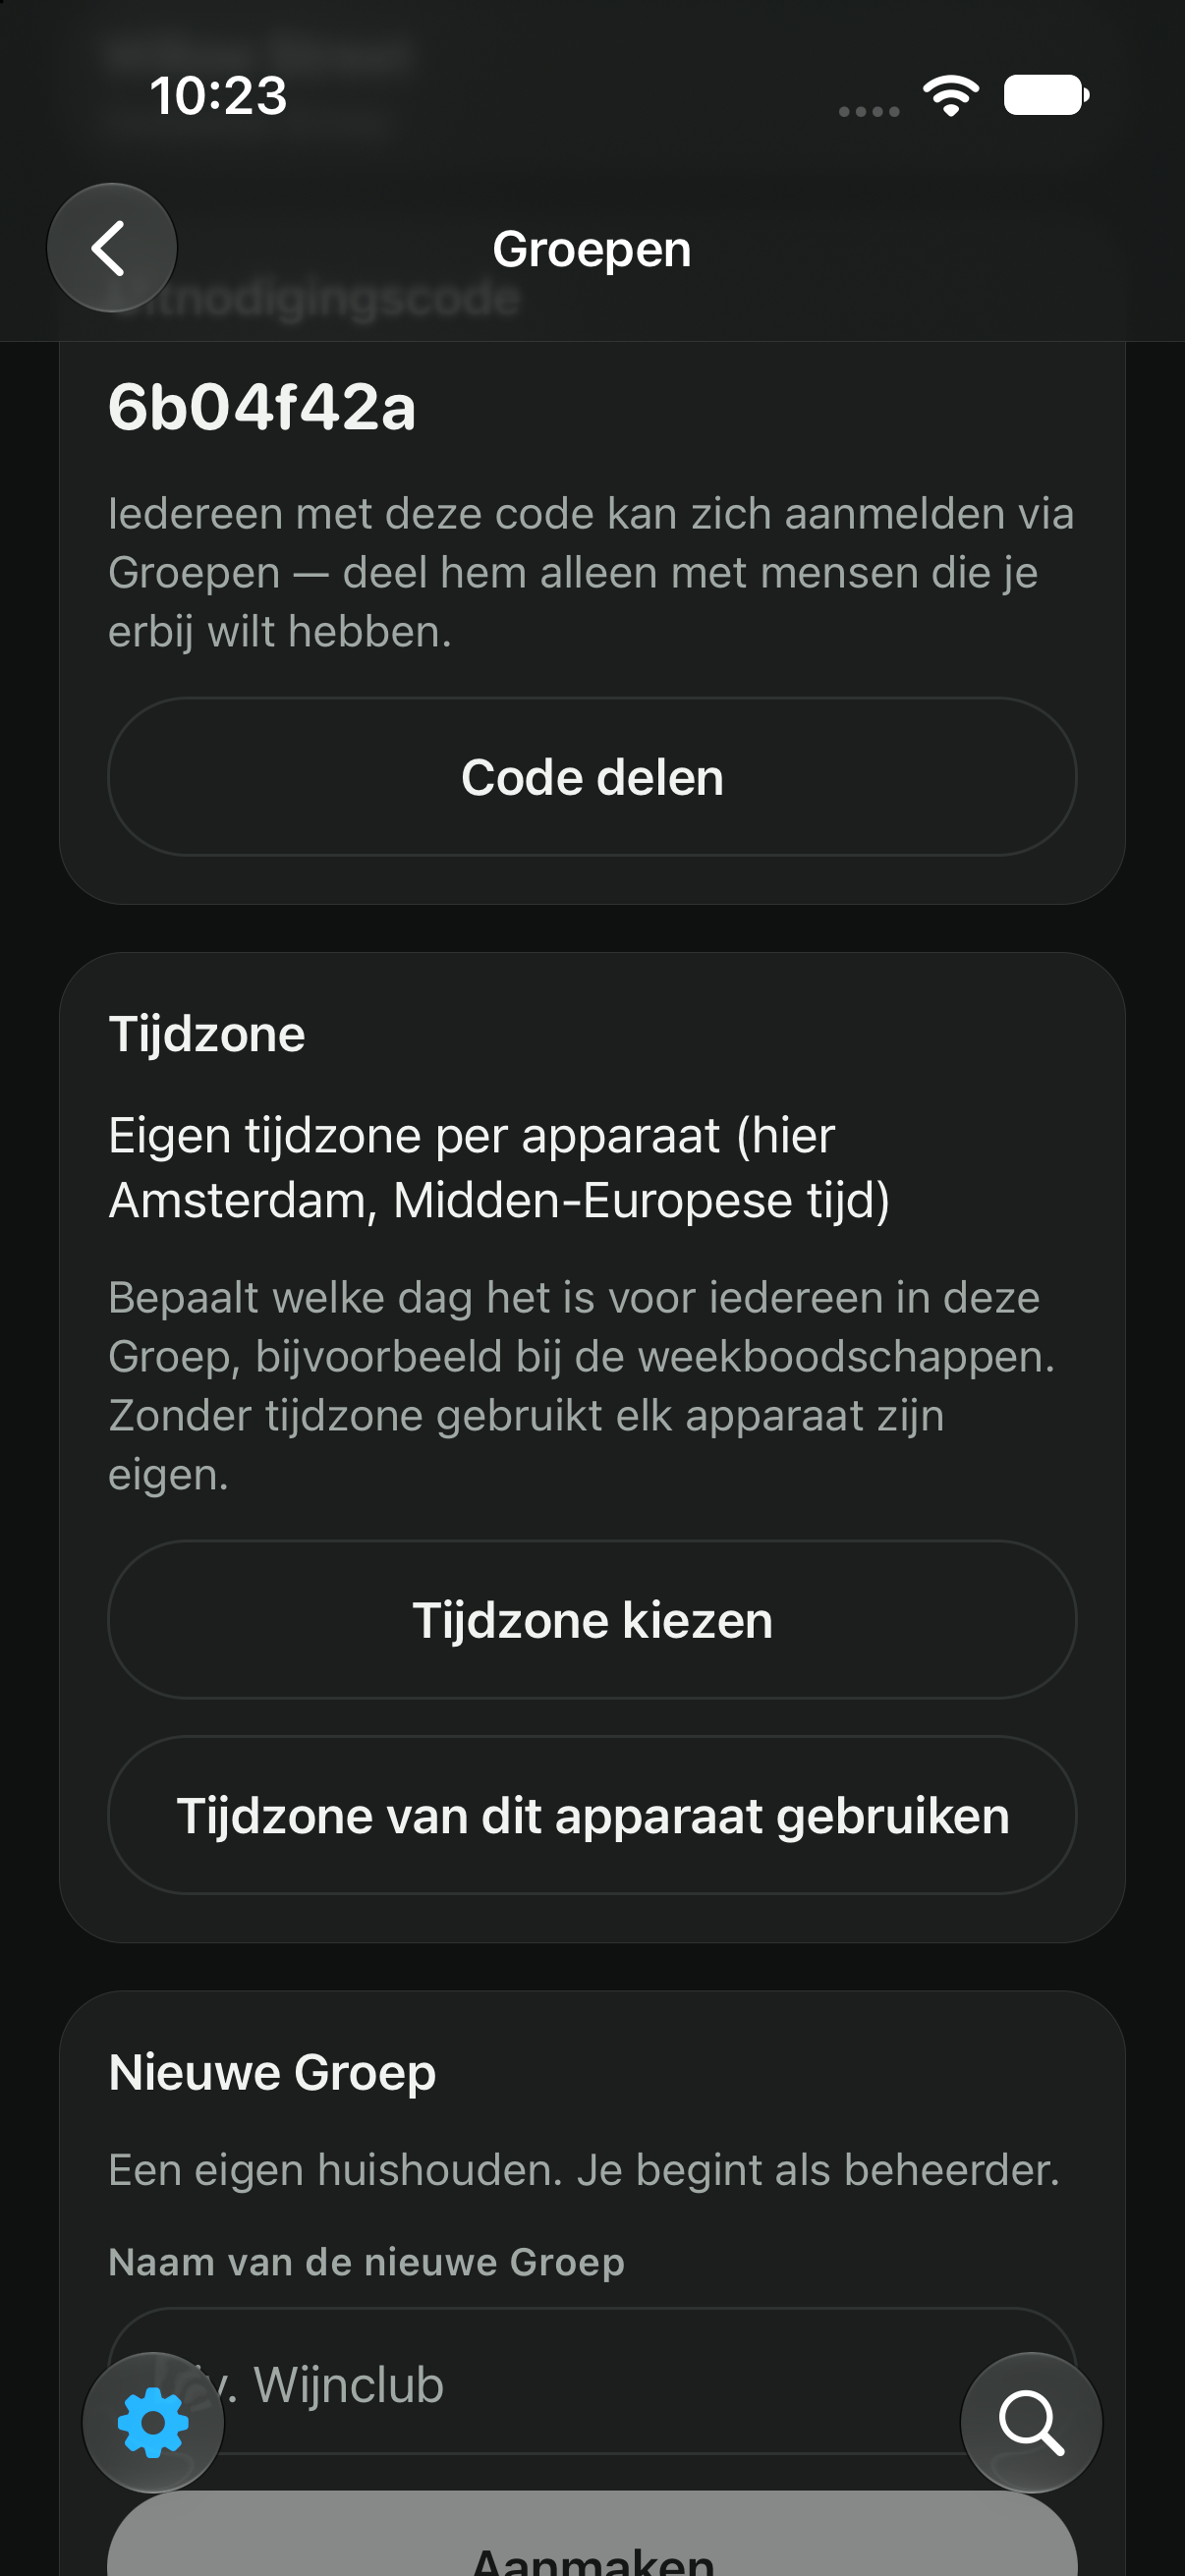 10:23
Groepen
6b04f42a
Iedereen met deze code kan zich aanmelden via
Groepen — deel hem alleen met mensen die je
erbij wilt hebben.
Code delen
Tijdzone
Eigen tijdzone per apparaat (hier
Amsterdam, Midden-Europese tijd)
Bepaalt welke dag het is voor iedereen in deze
Groep, bijvoorbeeld bij de weekboodschappen.
Zonder tijdzone gebruikt elk apparaat zijn
eigen.
Tijdzone kiezen
Tijdzone van dit apparaat gebruiken
Nieuwe Groep
Een eigen huishouden. Je begint als beheerder.
Naam van de nieuwe Groep
Wijnclub
Aanmaken